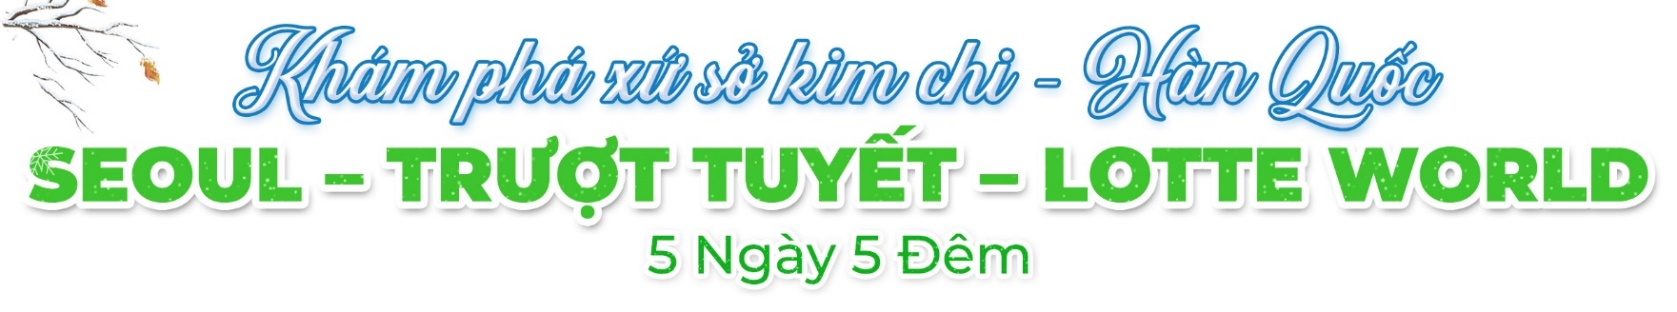 Khám phá xứ sở kim chi - Hàn Quốc
SEOUL – TRƯỢT TUYẾT – LOTTE WORLD
5 Ngày 5 Đêm